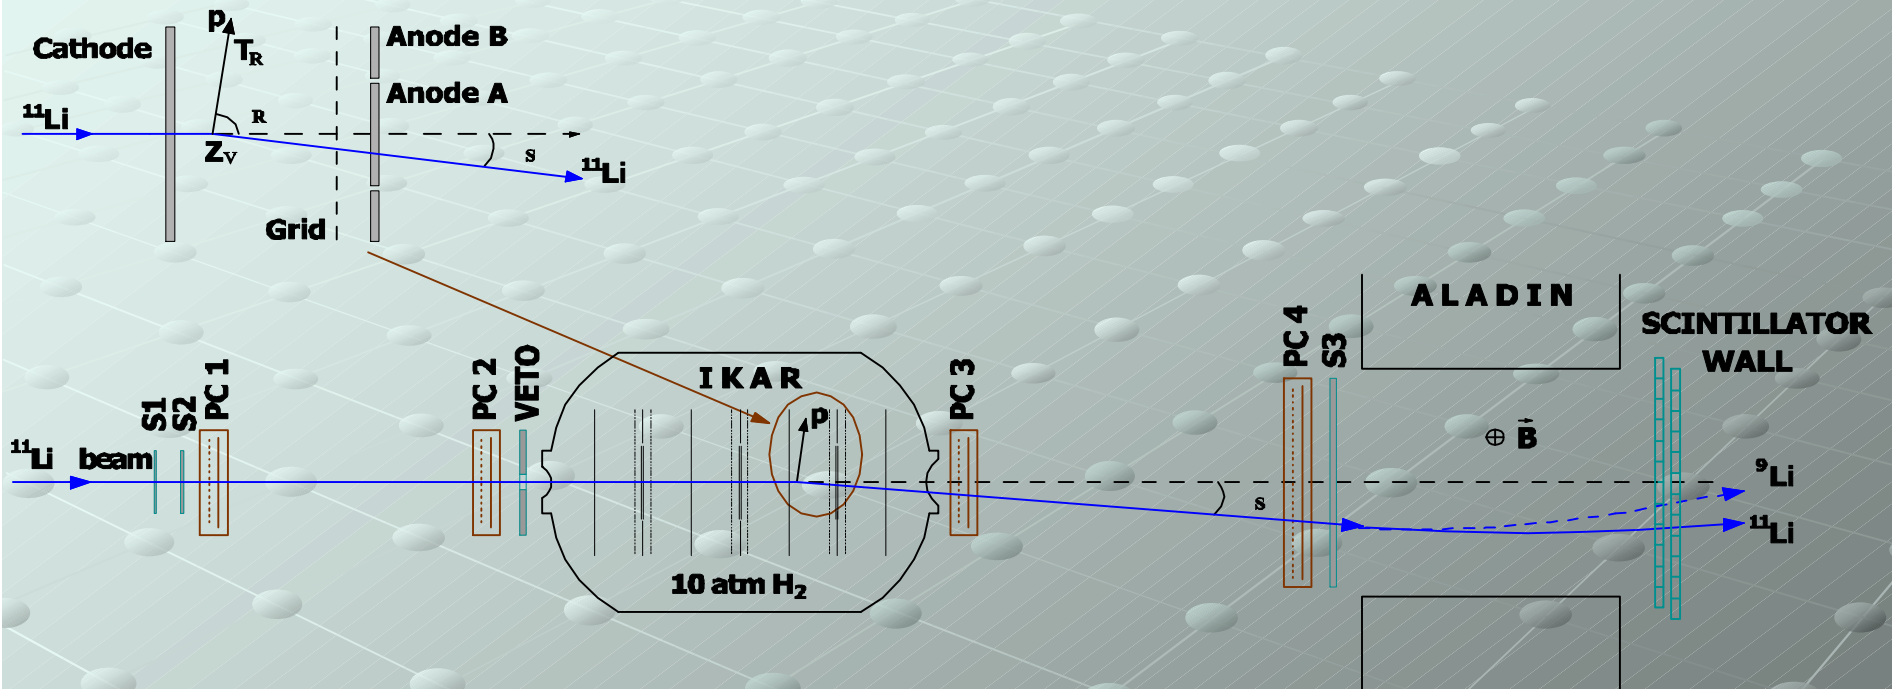 p
Cathode
T_R
Anode B
Anode A
¹¹Li
R
Z_V
S
¹¹Li
Grid
ALADIN
SCINTILLATOR
WALL
S1
S2
PC 1
PC 2
VETO
IKAR
p
PC 3
PC 4
S3
¹¹Li beam
⊕ B⃗
⁹Li
S
¹¹Li
10 atm H₂